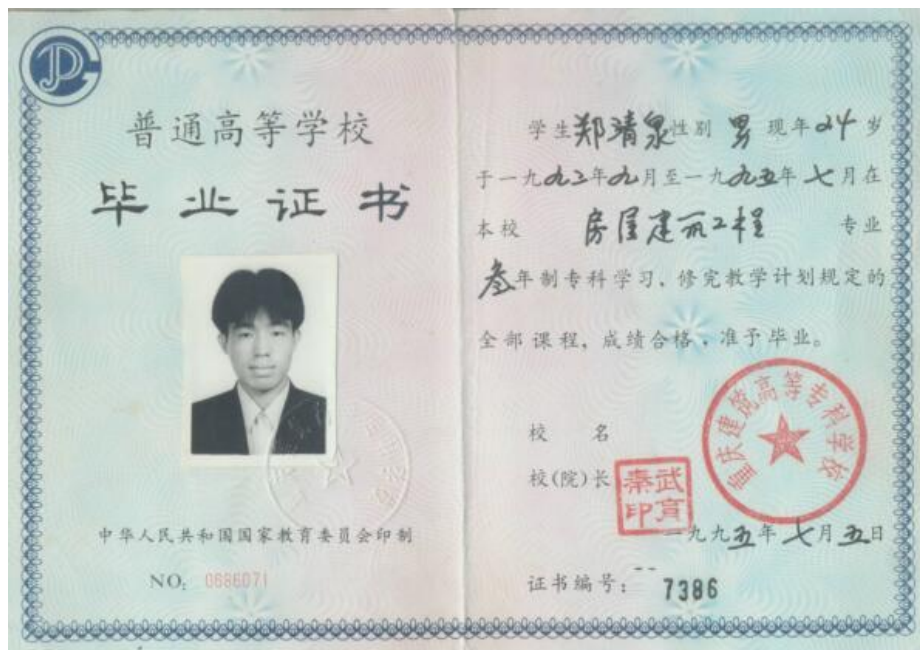 普通高等学校
毕业证书
中华人民共和国国家教育委员会印制
NO: 0686071
学生郑清泉性别 男 现年24岁
于一九九二年九月至一九九五年七月在
本校 房屋建筑工程 专业
叁年制专科学习、修完教学计划规定的
全部课程，成绩合格，准予毕业。
校 名
重庆建筑高等专科学校
校(院)长
秦武
印育
一九九五年七月五日
证书编号： 7386